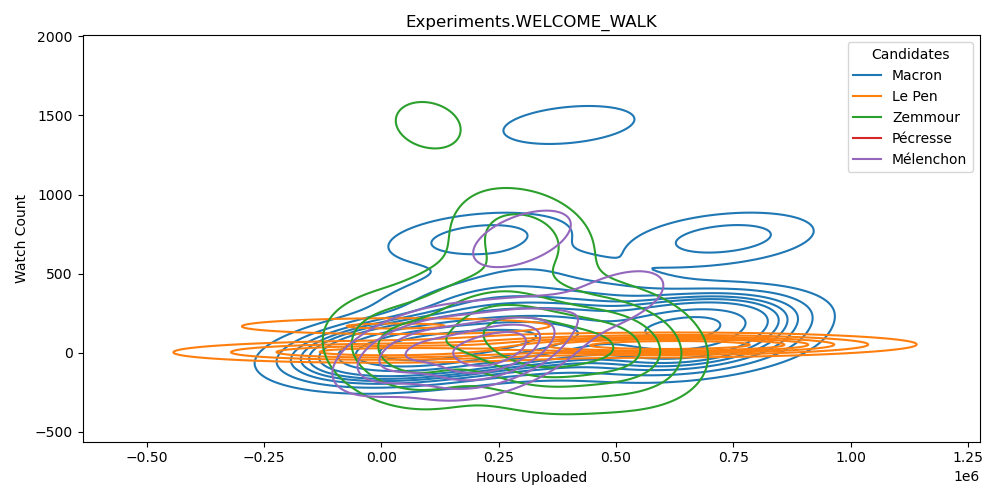 Experiments.WELCOME_WALK
2000
1500
1000
500
0
−500
Watch Count
Candidates
Macron
Le Pen
Zemmour
Pécresse
Mélenchon
−0.50 −0.25 0.00 0.25 0.50 0.75 1.00 1.25
1e6
Hours Uploaded